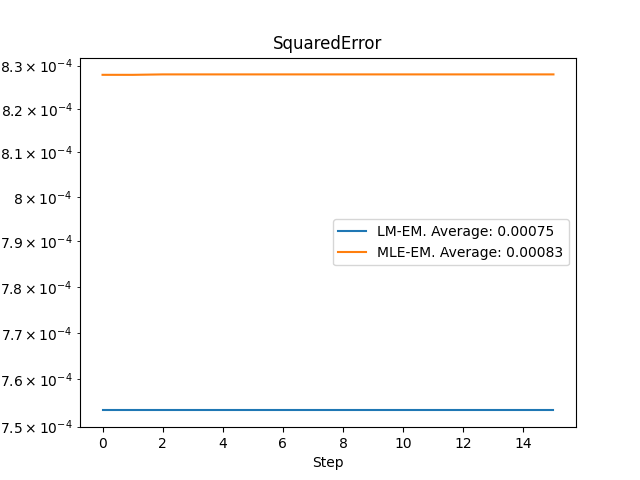 SquaredError
8.3 × 10⁻⁴
8.2 × 10⁻⁴
8.1 × 10⁻⁴
8 × 10⁻⁴
7.9 × 10⁻⁴
7.8 × 10⁻⁴
7.7 × 10⁻⁴
7.6 × 10⁻⁴
7.5 × 10⁻⁴
LM-EM. Average: 0.00075
MLE-EM. Average: 0.00083
0 2 4 6 8 10 12 14
Step